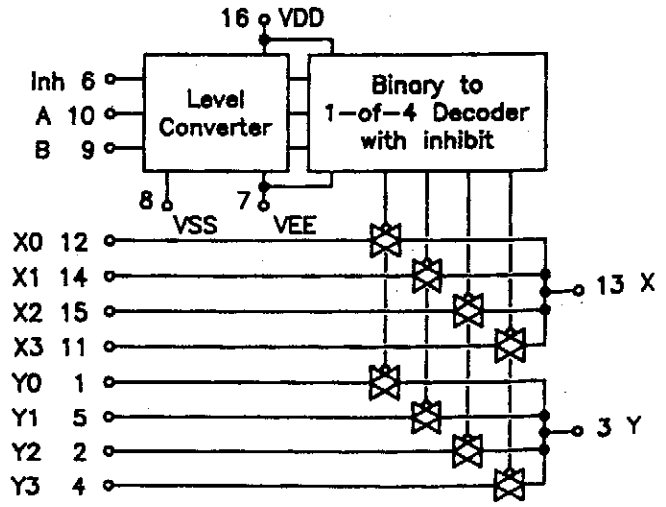 16 VDD
Inh 6
A 10
B 9
Level
Converter
Binary to
1-of-4 Decoder
with inhibit
8
VSS
7
VEE
X0 12
X1 14
X2 15
X3 11
13 X
Y0 1
Y1 5
Y2 2
Y3 4
3 Y